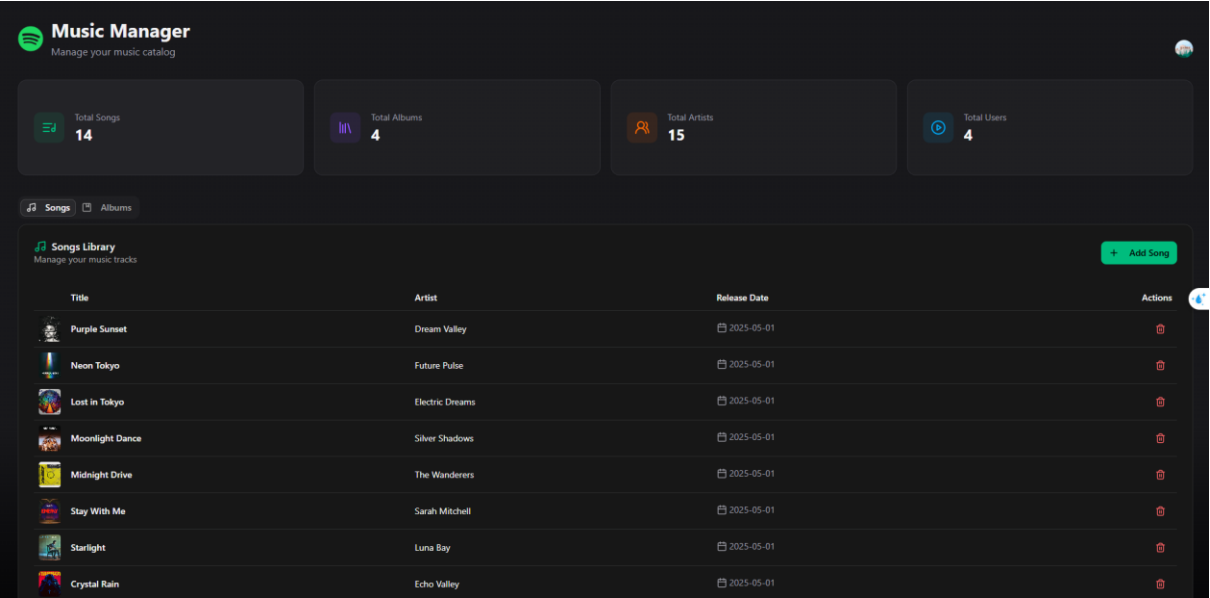 Music Manager
Manage your music catalog
Total Songs
14
Total Albums
4
Total Artists
15
Total Users
4
Songs Albums
Songs Library
Manage your music tracks
+ Add Song
Title Artist Release Date Actions
Purple Sunset Dream Valley 2025-05-01
Neon Tokyo Future Pulse 2025-05-01
Lost in Tokyo Electric Dreams 2025-05-01
Moonlight Dance Silver Shadows 2025-05-01
Midnight Drive The Wanderers 2025-05-01
Stay With Me Sarah Mitchell 2025-05-01
Starlight Luna Bay 2025-05-01
Crystal Rain Echo Valley 2025-05-01